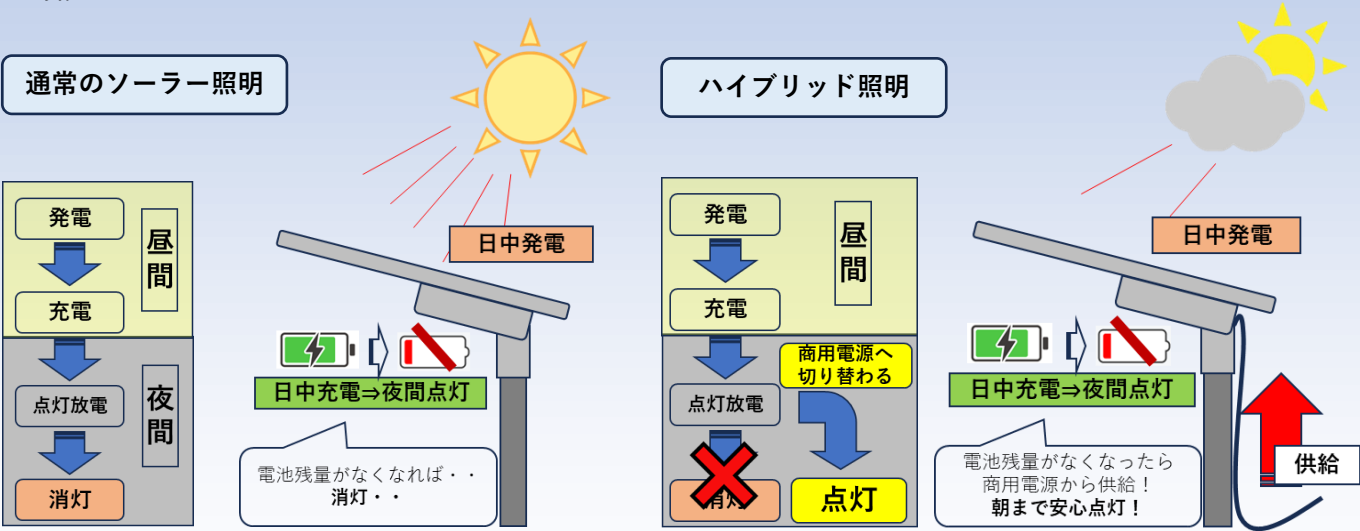 通常のソーラー照明
発電
昼間
充電
点灯放電
夜間
消灯
日中発電
日中充電⇒夜間点灯
電池残量がなくなれば・・
消灯・・
ハイブリッド照明
発電
昼間
充電
商用電源へ
切り替わる
点灯放電
消灯
点灯
日中発電
日中充電⇒夜間点灯
電池残量がなくなったら
商用電源から供給！
朝まで安心点灯！
供給